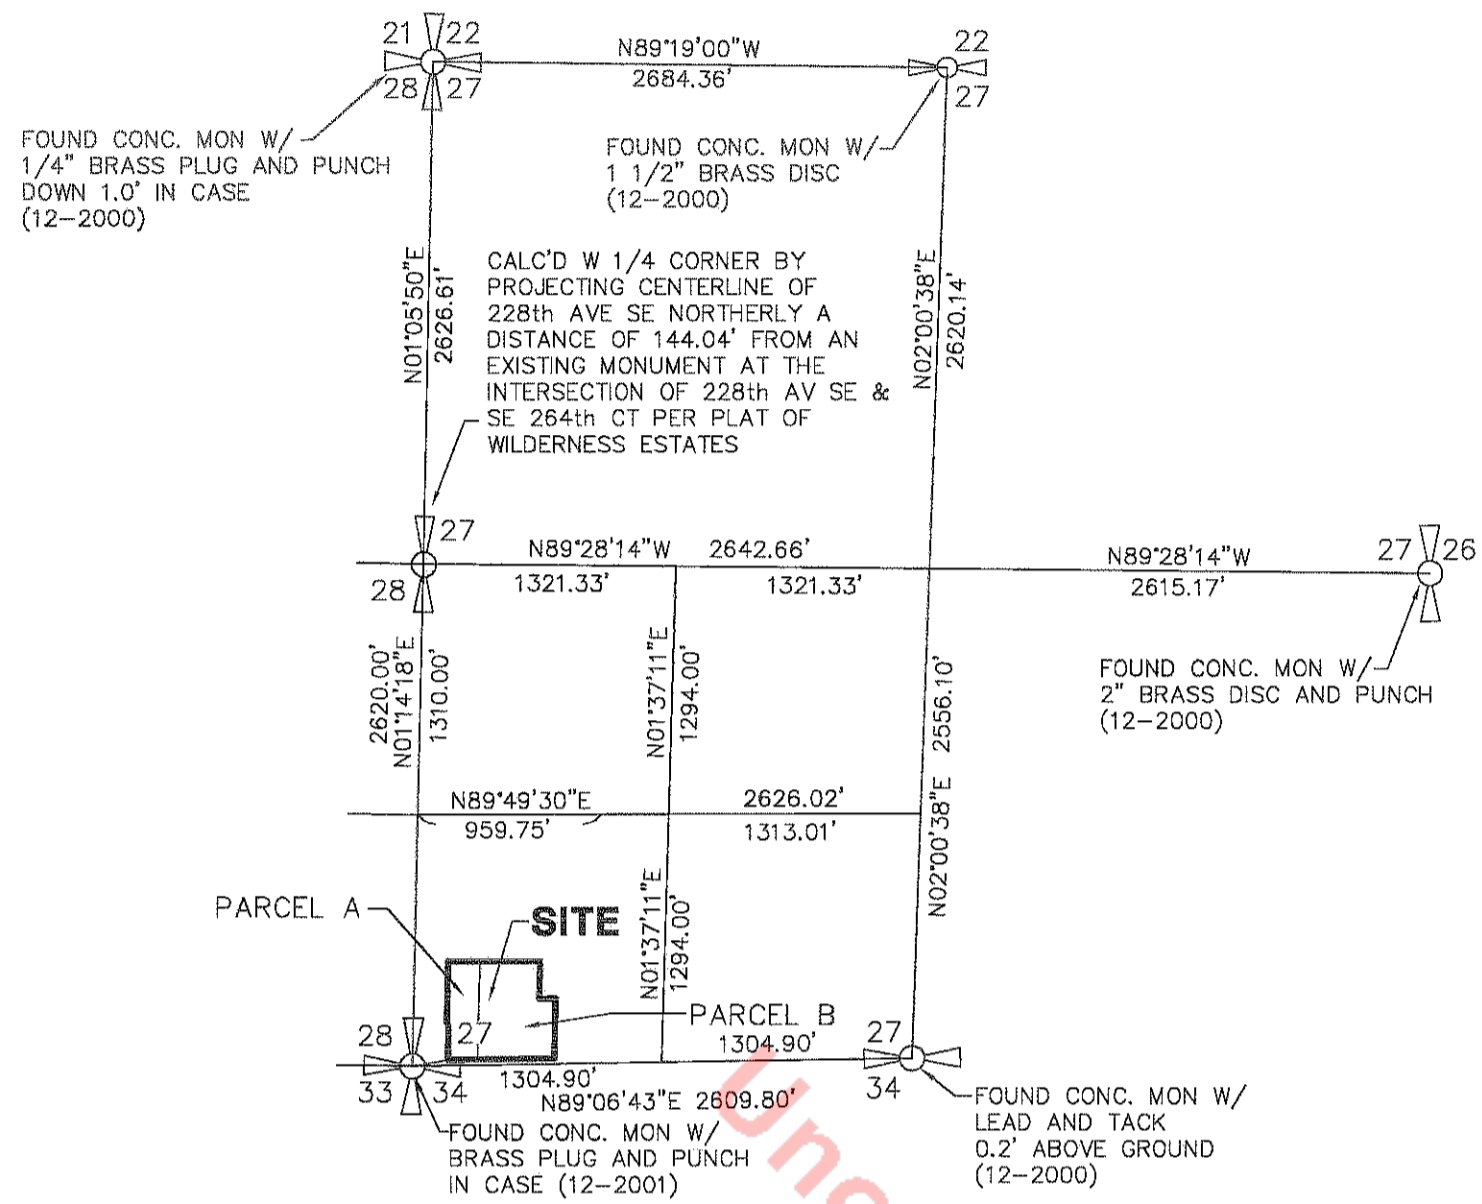 21 22
N89°19'00"W
22
2684.36'
28 27
27
FOUND CONC. MON W/
1/4" BRASS PLUG AND PUNCH
DOWN 1.0' IN CASE
(12-2000)
FOUND CONC. MON W/
1 1/2" BRASS DISC
(12-2000)
N01°05'50"E
2626.61'
CALC'D W 1/4 CORNER BY
PROJECTING CENTERLINE OF
228th AVE SE NORTHERLY A
DISTANCE OF 144.04' FROM AN
EXISTING MONUMENT AT THE
INTERSECTION OF 228th AV SE &
SE 264th CT PER PLAT OF
WILDERNESS ESTATES
N02°00'38"E
2620.14'
27
28
N89°28'14"W 2642.66'
1321.33' 1321.33'
N89°28'14"W
2615.17'
27 26
FOUND CONC. MON W/
2" BRASS DISC AND PUNCH
(12-2000)
2620.00'
N01°14'18"E
1310.00'
N01°37'11"E
1294.00'
N02°00'38"E 2556.10'
N89°49'30"E
959.75'
2626.02'
1313.01'
PARCEL A
SITE
N01°37'11"E
1294.00'
PARCEL B
27
28
33 34
1304.90'
1304.90'
N89°06'43"E 2609.80'
27
34
FOUND CONC. MON W/
BRASS PLUG AND PUNCH
IN CASE (12-2001)
FOUND CONC. MON W/
LEAD AND TACK
0.2' ABOVE GROUND
(12-2000)
Uno